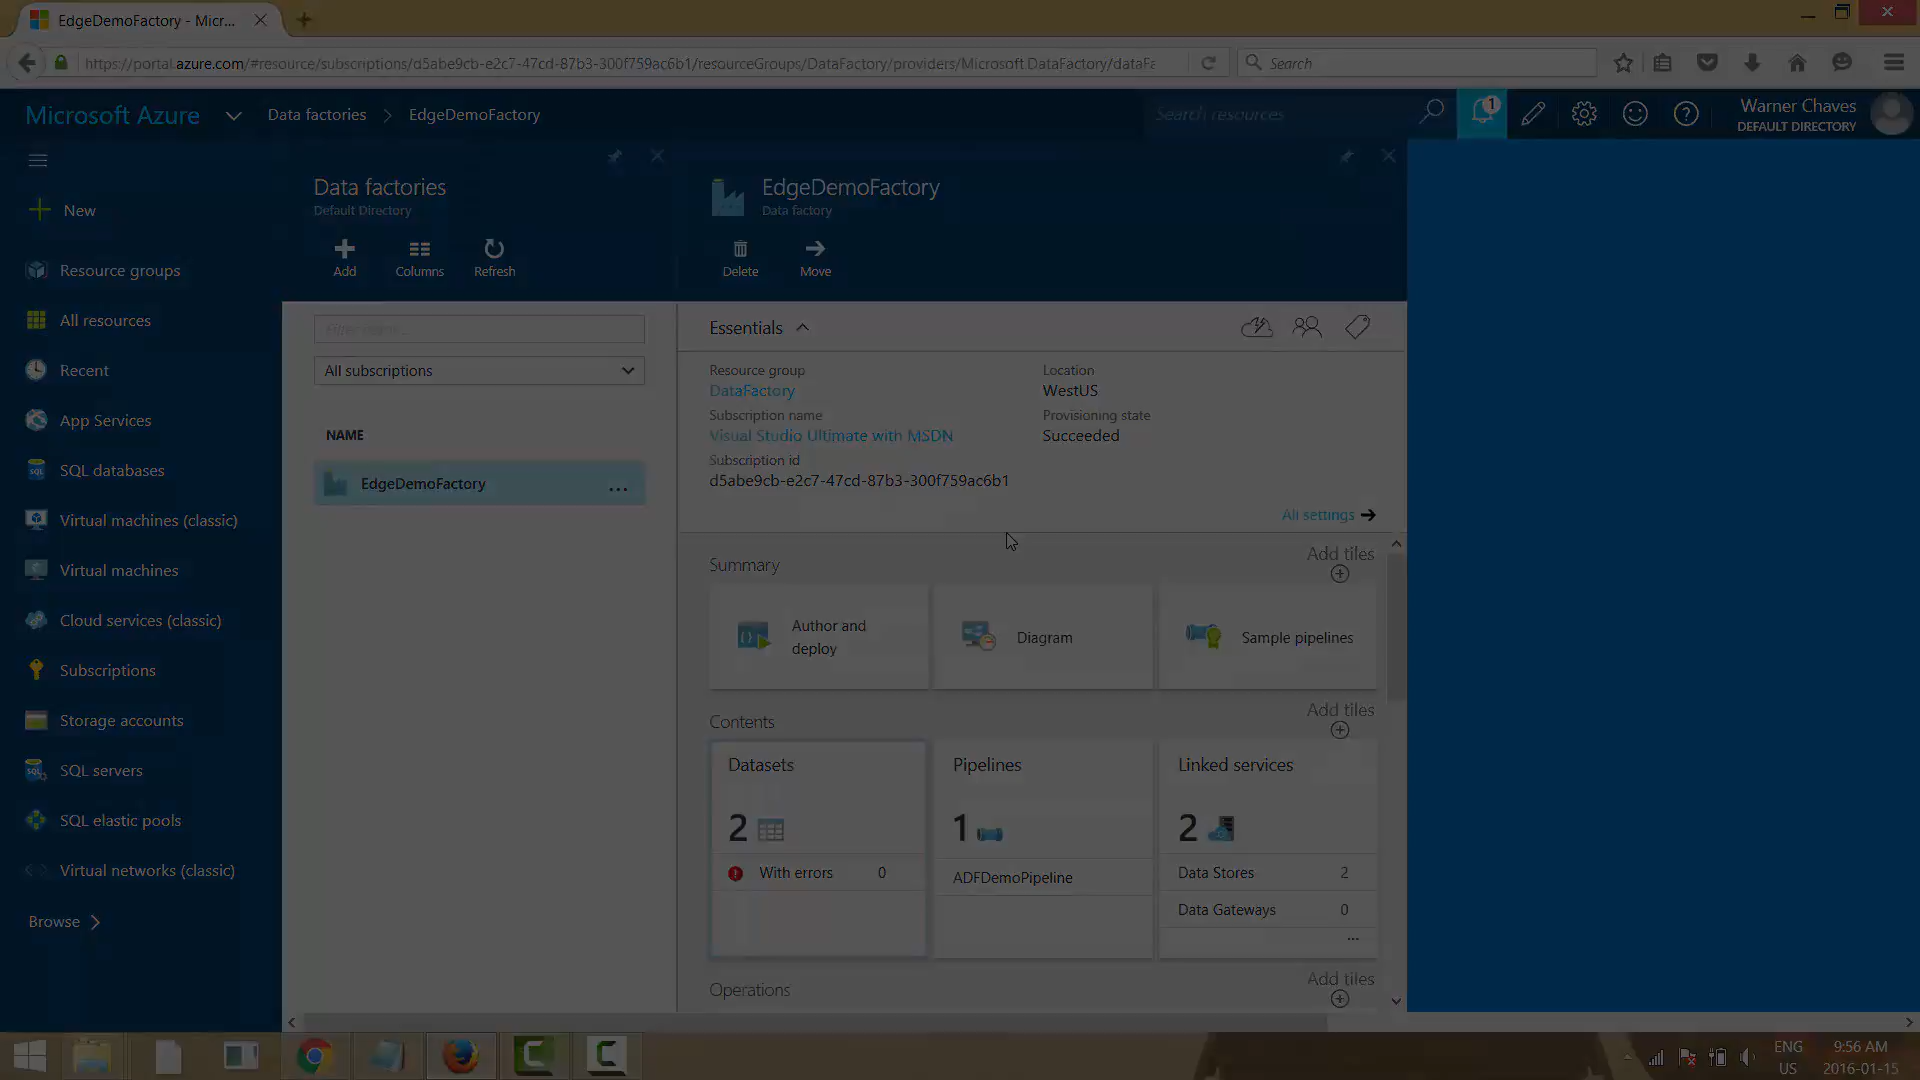 EdgeDemoFactory - Micr...
https://portal.azure.com/#resource/subscriptions/d5abe9cb-e2c7-47cd-87b3-300f759ac6b1/resourceGroups/DataFactory/providers/Microsoft.DataFactory/dataFa
Search
Microsoft Azure
Data factories
EdgeDemoFactory
Search resources
1
Warner Chaves
DEFAULT DIRECTORY
New
Resource groups
All resources
Recent
App Services
SQL databases
Virtual machines (classic)
Virtual machines
Cloud services (classic)
Subscriptions
Storage accounts
SQL servers
SQL elastic pools
Virtual networks (classic)
Browse
Data factories
Default Directory
Add
Columns
Refresh
Filter items...
All subscriptions
NAME
EdgeDemoFactory
...
EdgeDemoFactory
Data factory
Delete
Move
Essentials
Resource group
DataFactory
Location
WestUS
Subscription name
Visual Studio Ultimate with MSDN
Provisioning state
Succeeded
Subscription id
d5abe9cb-e2c7-47cd-87b3-300f759ac6b1
All settings
Summary
Add tiles
Author and
deploy
Diagram
Sample pipelines
Contents
Add tiles
Datasets
2
With errors 0
Pipelines
1
ADFDemoPipeline
Linked services
2
Data Stores 2
Data Gateways 0
...
Operations
Add tiles
ENG
US
9:56 AM
2016-01-15